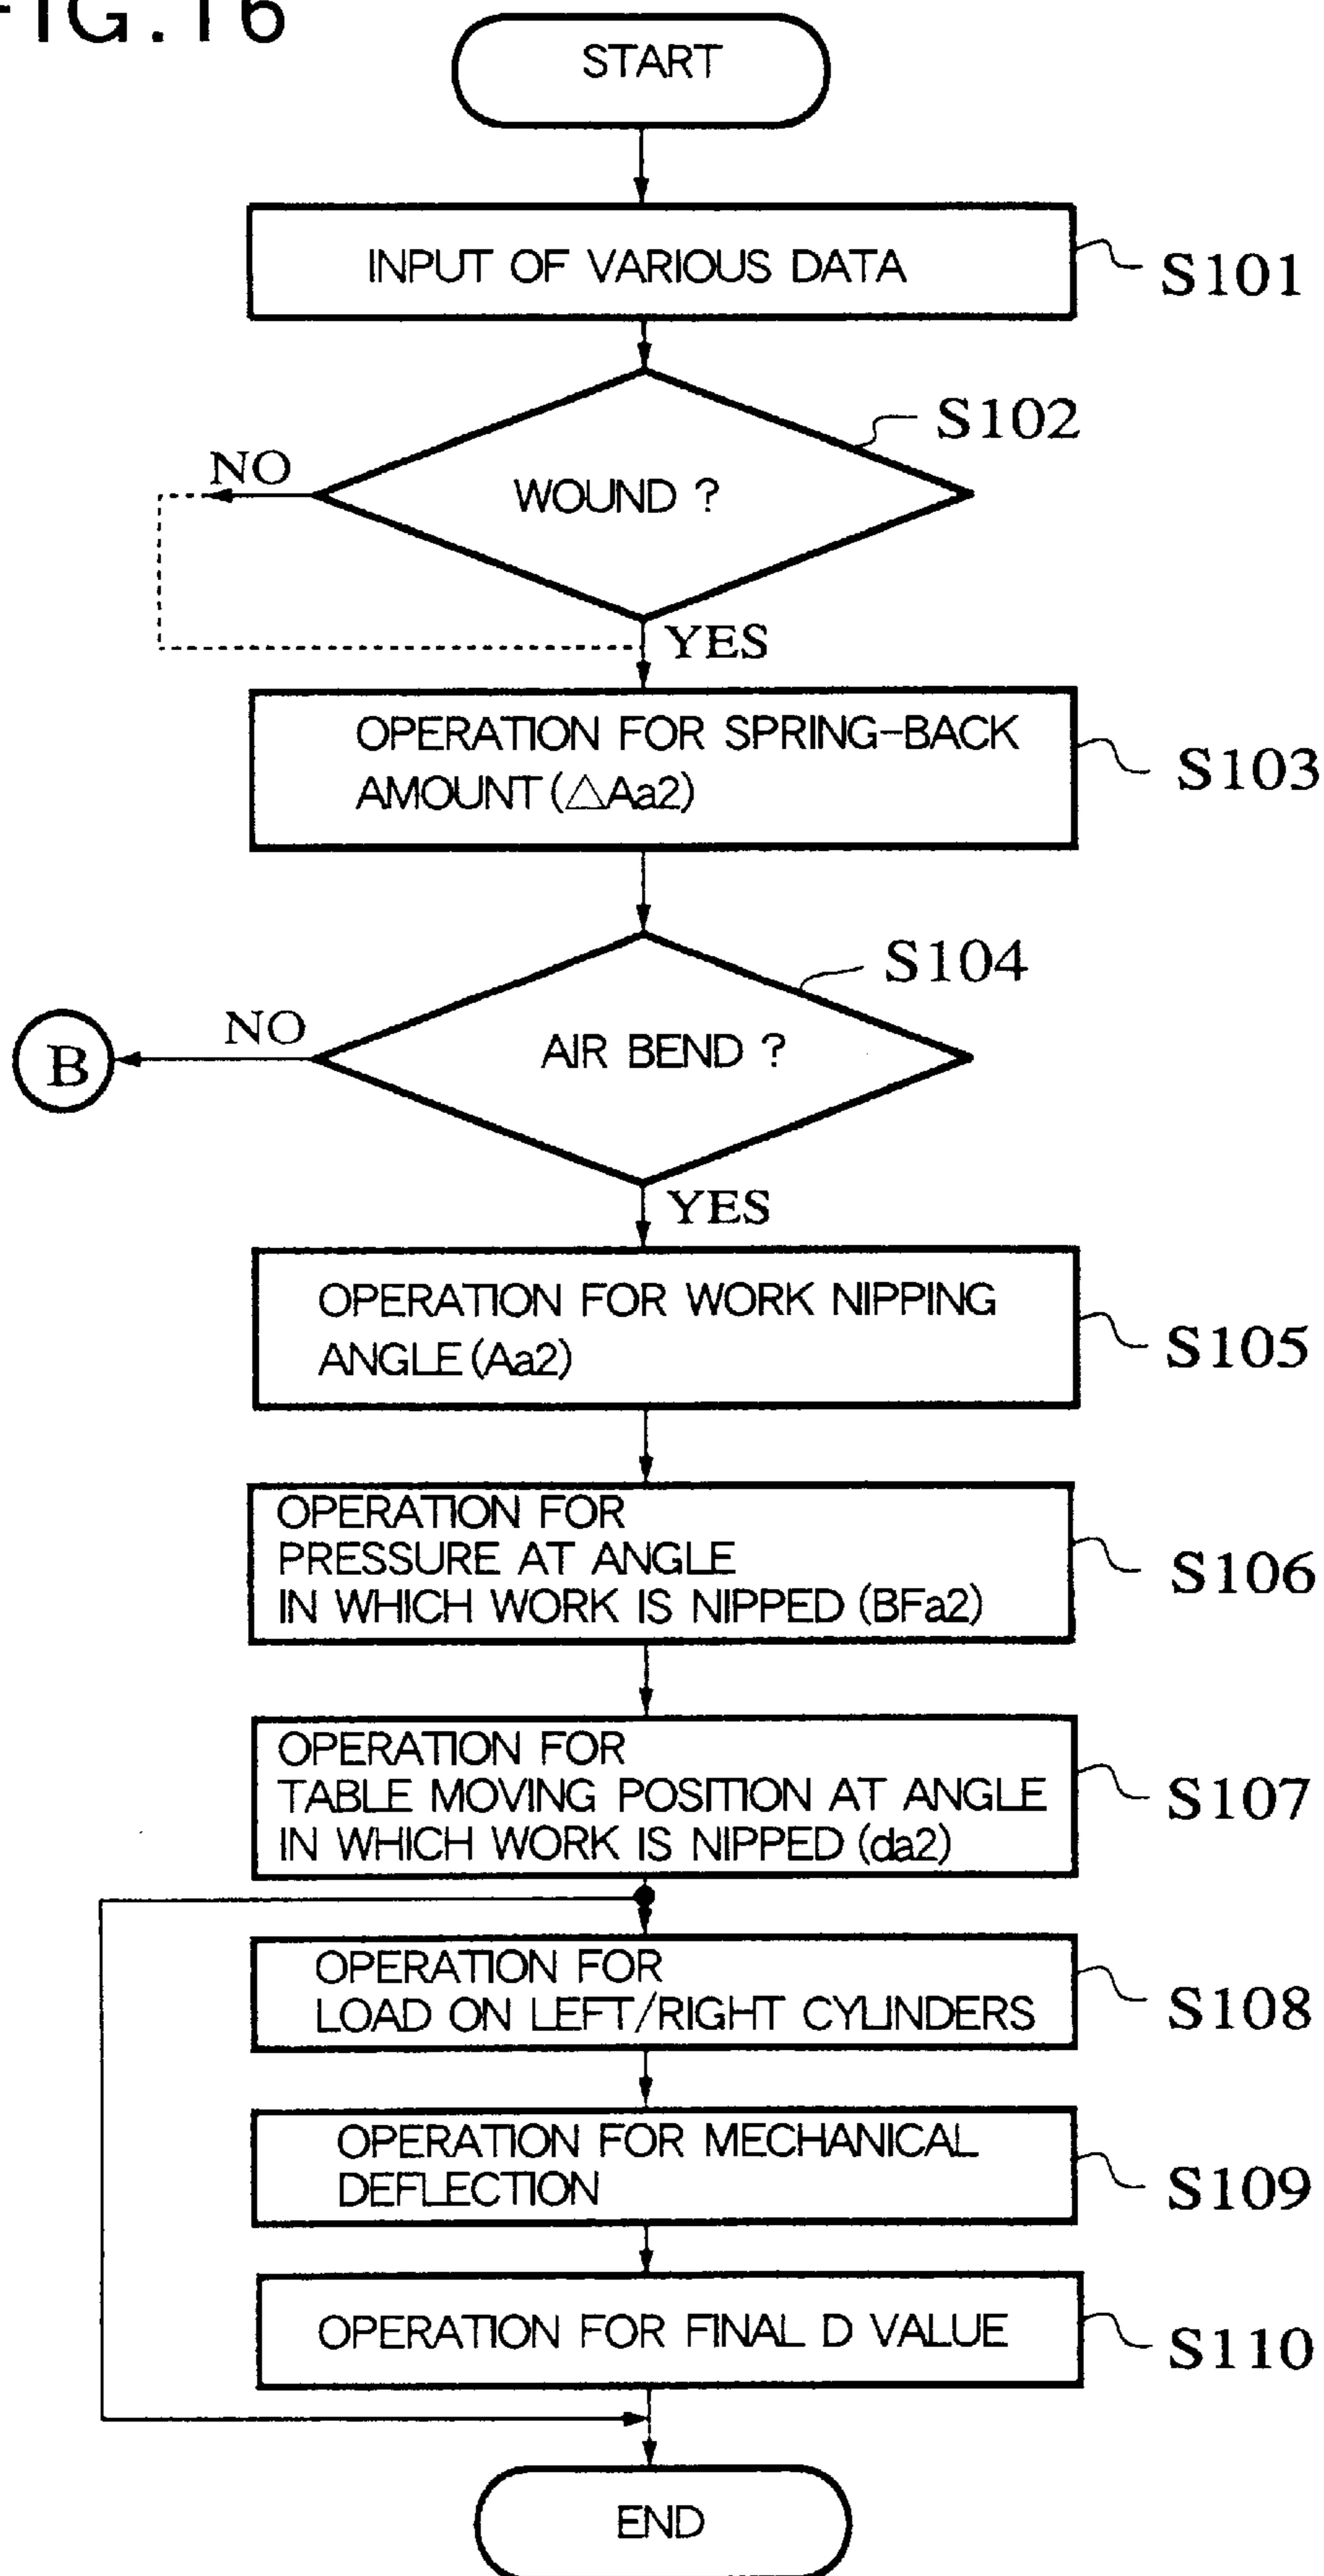 FIG.16
START
INPUT OF VARIOUS DATA
S101
S102
NO
WOUND ?
YES
OPERATION FOR SPRING-BACK
AMOUNT (△Aa2)
S103
S104
NO
AIR BEND ?
B
YES
OPERATION FOR WORK NIPPING
ANGLE (Aa2)
S105
OPERATION FOR
PRESSURE AT ANGLE
IN WHICH WORK IS NIPPED (BFa2)
S106
OPERATION FOR
TABLE MOVING POSITION AT ANGLE
IN WHICH WORK IS NIPPED (da2)
S107
OPERATION FOR
LOAD ON LEFT/RIGHT CYLINDERS
S108
OPERATION FOR MECHANICAL
DEFLECTION
S109
OPERATION FOR FINAL D VALUE
S110
END